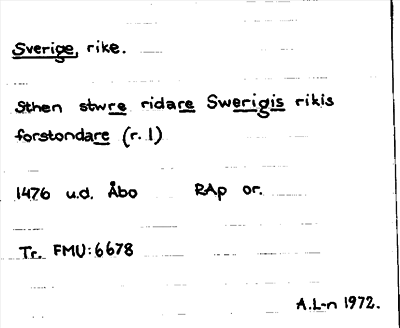 Sverige, rike.
Sthen stwre ridare Swerigis rikis
forstondare (r. 1)
1476 u.d. Åbo RAp or.
Tr. FMU: 6678
A.L-n 1972.